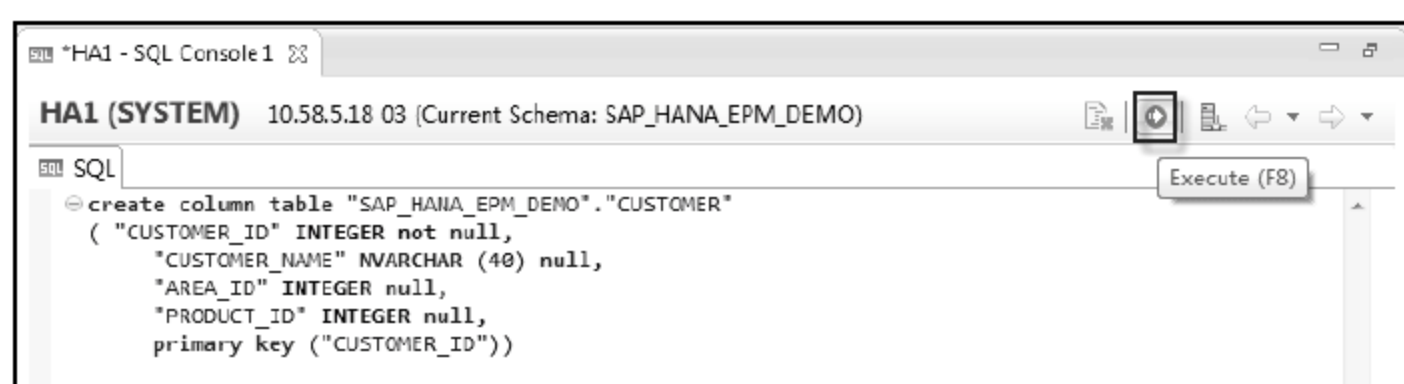 *HA1 - SQL Console 1
HA1 (SYSTEM) 10.58.5.18 03 (Current Schema: SAP_HANA_EPM_DEMO)
Execute (F8)
SQL SQL
create column table "SAP_HANA_EPM_DEMO"."CUSTOMER"
( "CUSTOMER_ID" INTEGER not null,
"CUSTOMER_NAME" NVARCHAR (40) null,
"AREA_ID" INTEGER null,
"PRODUCT_ID" INTEGER null,
primary key ("CUSTOMER_ID"))